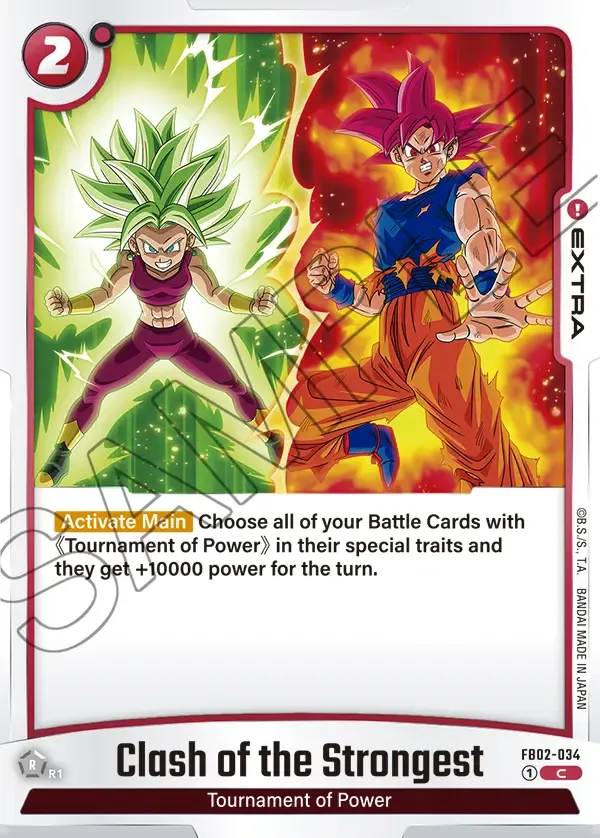 2
! EXTRA
SAMPLE
Activate Main Choose all of your Battle Cards with
《Tournament of Power》 in their special traits and
they get +10000 power for the turn.
©B.S./S., T.A. BANDAI MADE IN JAPAN
R R1
Clash of the Strongest
FB02-034
1 C
Tournament of Power